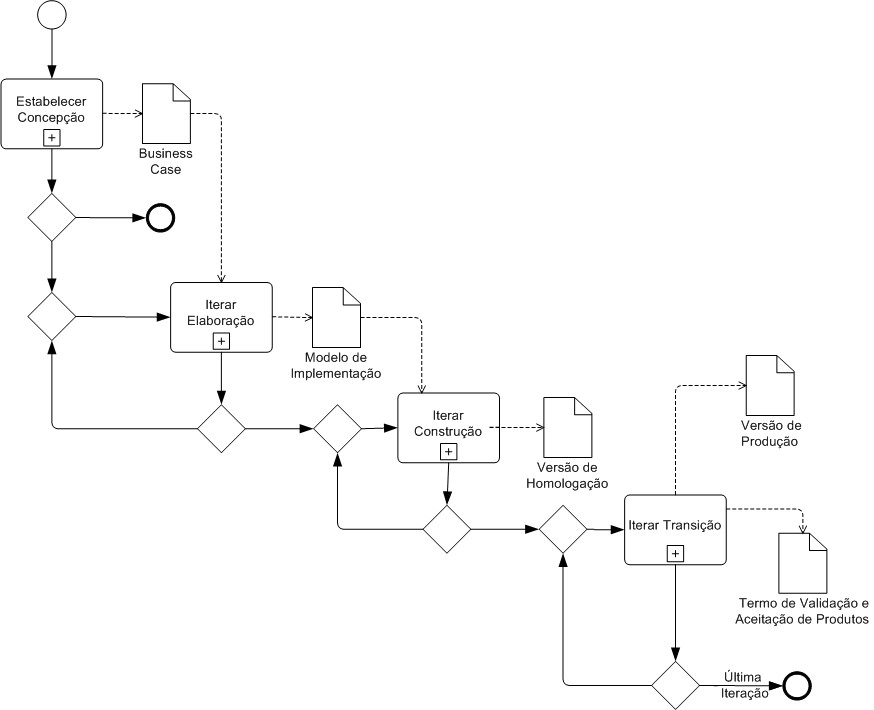 Estabelecer
Concepção
Business
Case
Iterar
Elaboração
Modelo de
Implementação
Iterar
Construção
Versão de
Homologação
Versão de
Produção
Iterar Transição
Termo de Validação e
Aceitação de Produtos
Última
Iteração